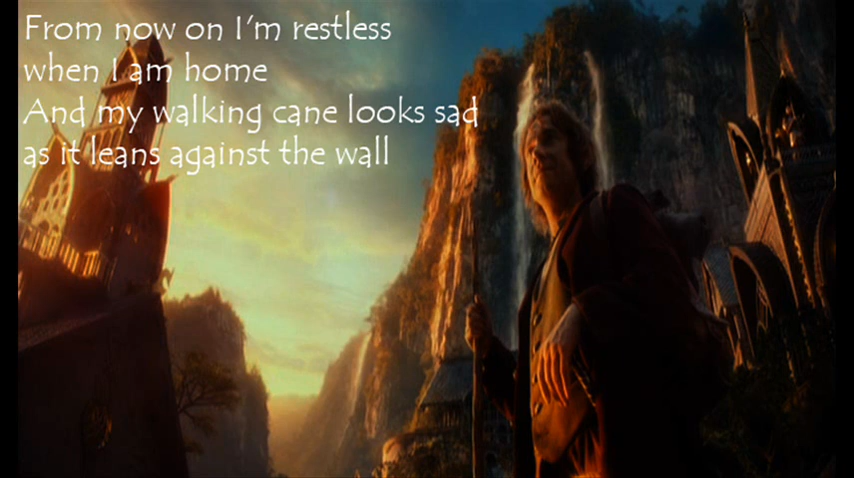 From now on I'm restless
when I am home
And my walking cane looks sad
as it leans against the wall